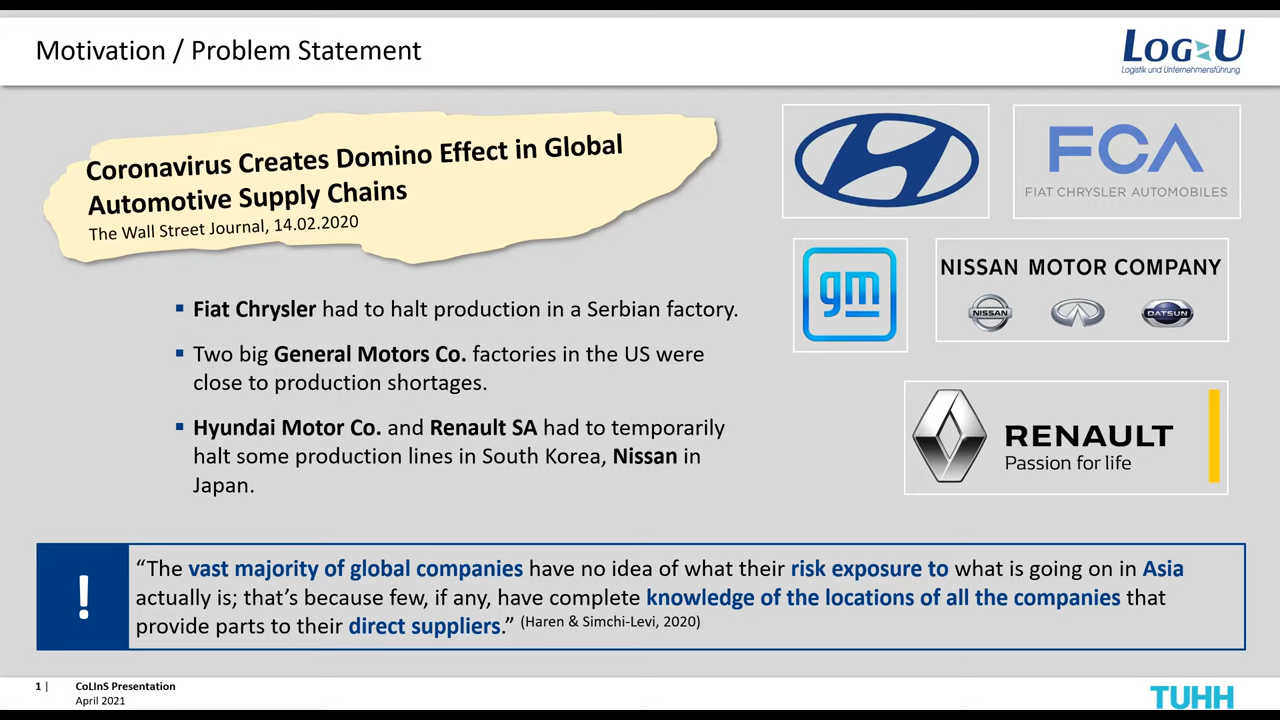 Motivation / Problem Statement
LOG U
Logistik und Unternehmensführung
Coronavirus Creates Domino Effect in Global
Automotive Supply Chains
The Wall Street Journal, 14.02.2020
FCA
FIAT CHRYSLER AUTOMOBILES
gm
NISSAN MOTOR COMPANY
NISSAN
DATSUN
▪ Fiat Chrysler had to halt production in a Serbian factory.
▪ Two big General Motors Co. factories in the US were
close to production shortages.
▪ Hyundai Motor Co. and Renault SA had to temporarily
halt some production lines in South Korea, Nissan in
Japan.
RENAULT
Passion for life
!
“The vast majority of global companies have no idea of what their risk exposure to what is going on in Asia
actually is; that’s because few, if any, have complete knowledge of the locations of all the companies that
provide parts to their direct suppliers.” (Haren & Simchi-Levi, 2020)
1 | CoLInS Presentation
April 2021
TUHH